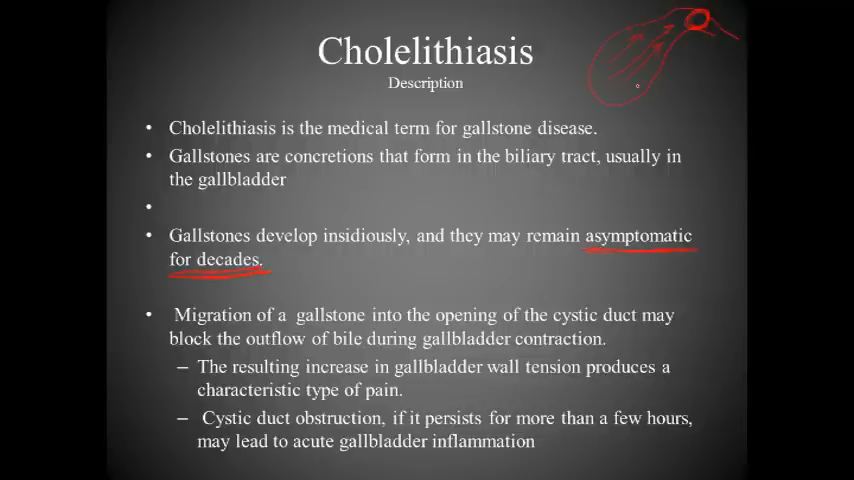 Cholelithiasis
Description
• Cholelithiasis is the medical term for gallstone disease.
• Gallstones are concretions that form in the biliary tract, usually in
the gallbladder
•
• Gallstones develop insidiously, and they may remain asymptomatic
for decades.
• Migration of a gallstone into the opening of the cystic duct may
block the outflow of bile during gallbladder contraction.
– The resulting increase in gallbladder wall tension produces a
characteristic type of pain.
– Cystic duct obstruction, if it persists for more than a few hours,
may lead to acute gallbladder inflammation